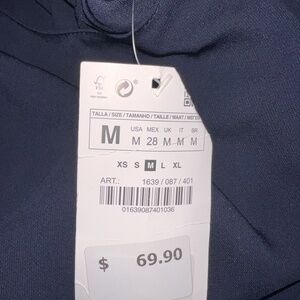 FSC
TALLA / SIZE / TAMANHO / TAILLE / MAAT /
USA MEX UK IT BR
M M 28 M M M
XS S M L XL
ART.: 1639 / 087 / 401
01639087401036
$ 69.90